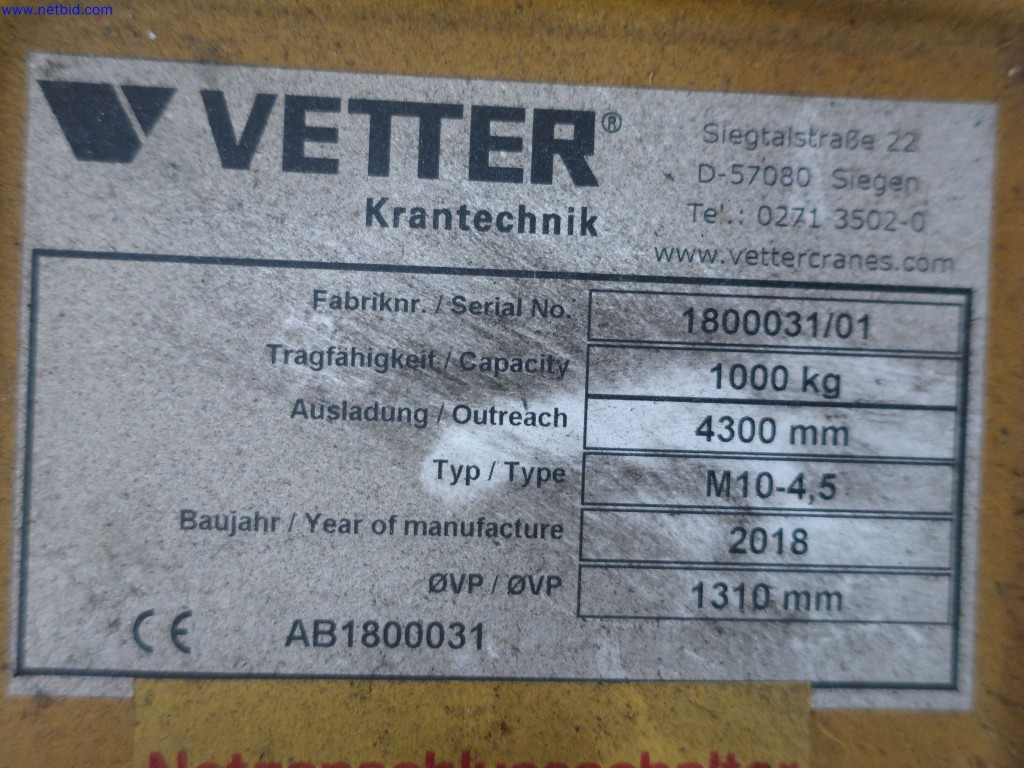 www.netbid.com
VETTER®
Krantechnik
Siegtalstraße 22
D-57080 Siegen
Tel.: 0271 3502-0
www.vettercranes.com
Fabriknr. / Serial No. 1800031/01
Tragfähigkeit / Capacity 1000 kg
Ausladung / Outreach 4300 mm
Typ / Type M10-4,5
Baujahr / Year of manufacture 2018
ØVP / ØVP 1310 mm
CE AB1800031
Netzanschlussschalter